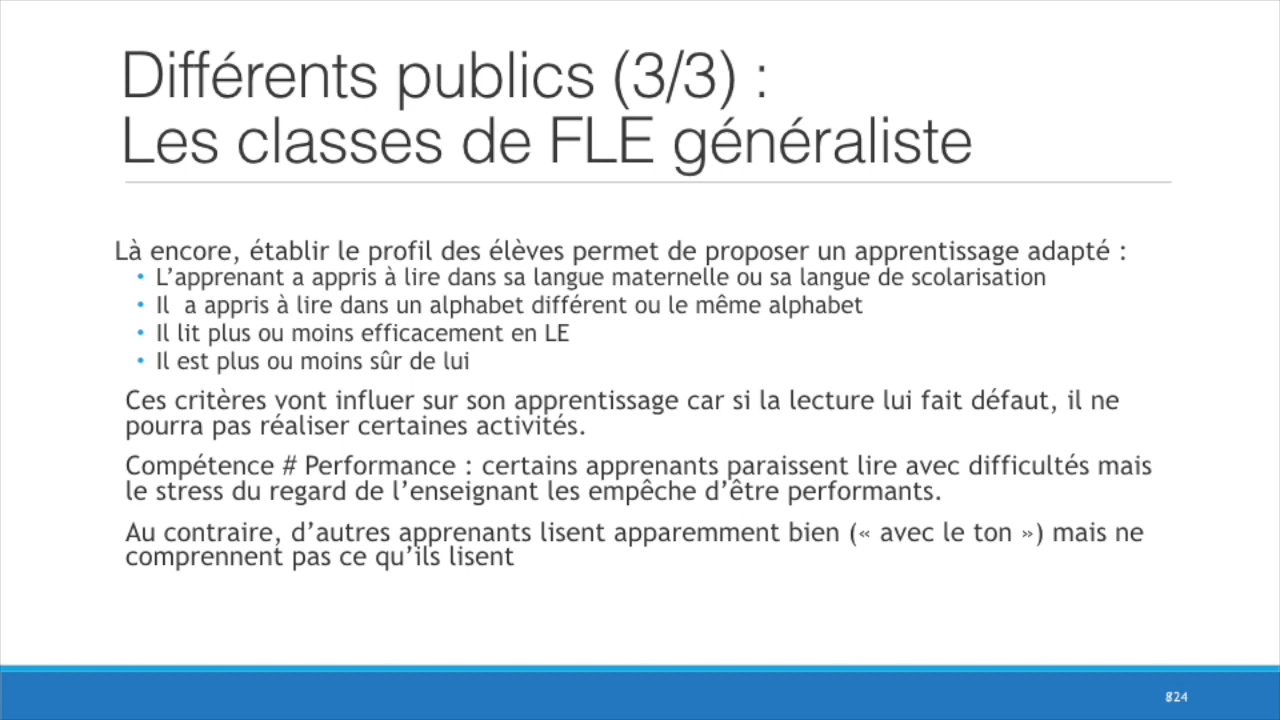 Différents publics (3/3) :
Les classes de FLE généraliste
Là encore, établir le profil des élèves permet de proposer un apprentissage adapté :
• L’apprenant a appris à lire dans sa langue maternelle ou sa langue de scolarisation
• Il  a appris à lire dans un alphabet différent ou le même alphabet
• Il lit plus ou moins efficacement en LE
• Il est plus ou moins sûr de lui
Ces critères vont influer sur son apprentissage car si la lecture lui fait défaut, il ne
pourra pas réaliser certaines activités.
Compétence # Performance : certains apprenants paraissent lire avec difficultés mais
le stress du regard de l’enseignant les empêche d’être performants.
Au contraire, d’autres apprenants lisent apparemment bien (« avec le ton ») mais ne
comprennent pas ce qu’ils lisent